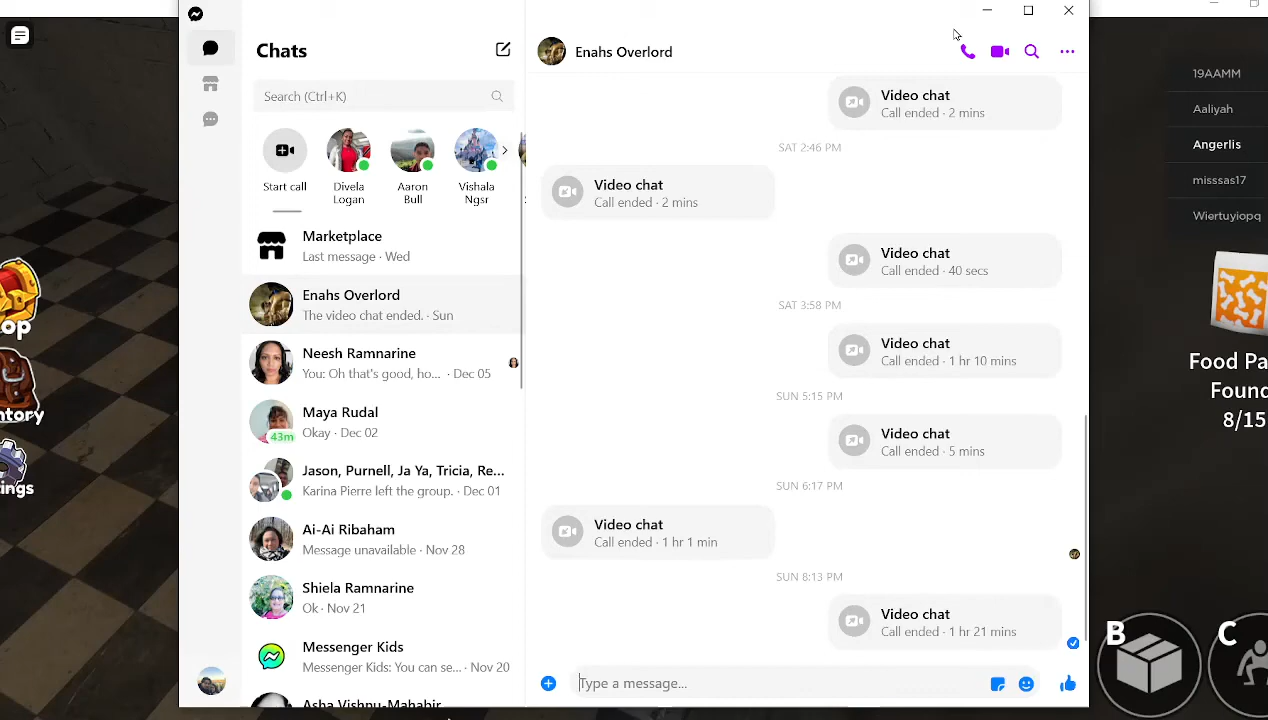 Chats
Search (Ctrl+K)
Start call
Divela
Logan
Aaron
Bull
Vishala
Ngsr
Marketplace
Last message · Wed
Enahs Overlord
The video chat ended. · Sun
Neesh Ramnarine
You: Oh that's good, ho... · Dec 05
Maya Rudal
43m
Okay · Dec 02
Jason, Purnell, Ja Ya, Tricia, Re...
Karina Pierre left the group. · Dec 01
Ai-Ai Ribaham
Message unavailable · Nov 28
Shiela Ramnarine
Ok · Nov 21
Messenger Kids
Messenger Kids: You can se... · Nov 20
Asha Vishnu-Mahabir
Enahs Overlord
Video chat
Call ended · 2 mins
SAT 2:46 PM
Video chat
Call ended · 2 mins
Video chat
Call ended · 40 secs
SAT 3:58 PM
Video chat
Call ended · 1 hr 10 mins
SUN 5:15 PM
Video chat
Call ended · 5 mins
SUN 6:17 PM
Video chat
Call ended · 1 hr 1 min
SUN 8:13 PM
Video chat
Call ended · 1 hr 21 mins
Type a message...
19AAMM
Aaliyah
Angerlis
misssas17
Wiertuyiopq
Food Pa
Foun
8/15
B
C
op
ntory
ings